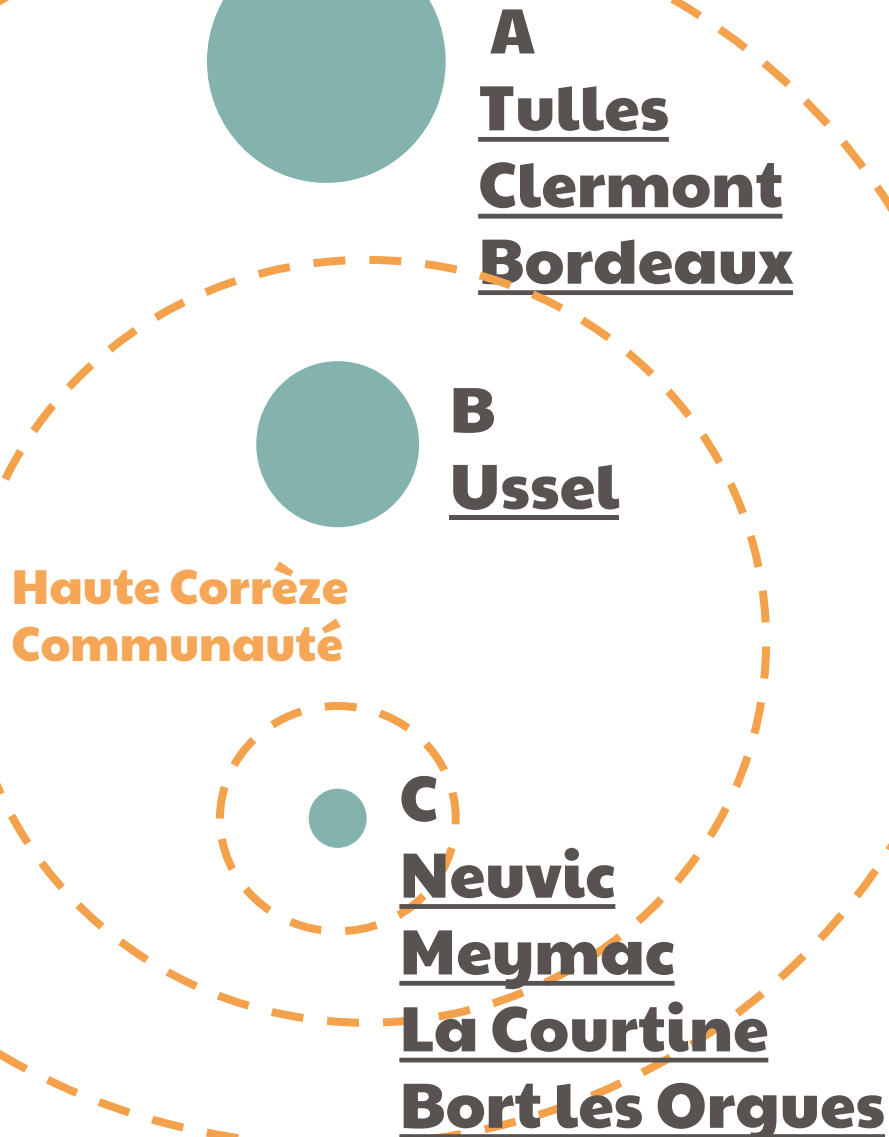 A
Tulles
Clermont
Bordeaux
B
Ussel
Haute Corrèze
Communauté
C
Neuvic
Meymac
La Courtine
Bort les Orgues